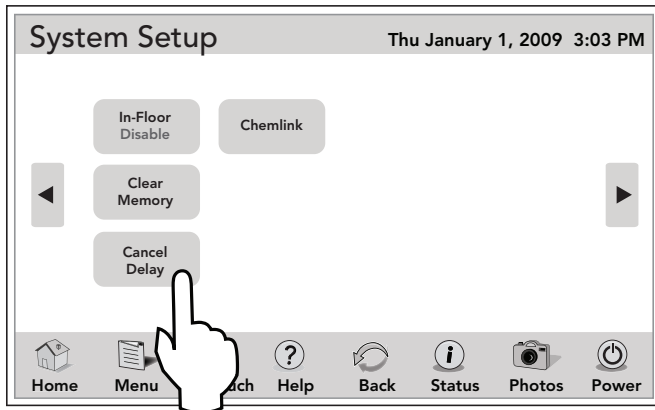 System Setup
Thu January 1, 2009 3:03 PM
In-Floor
Disable
Chemlink
Clear
Memory
Cancel
Delay
Home
Menu
Help
Back
Status
Photos
Power